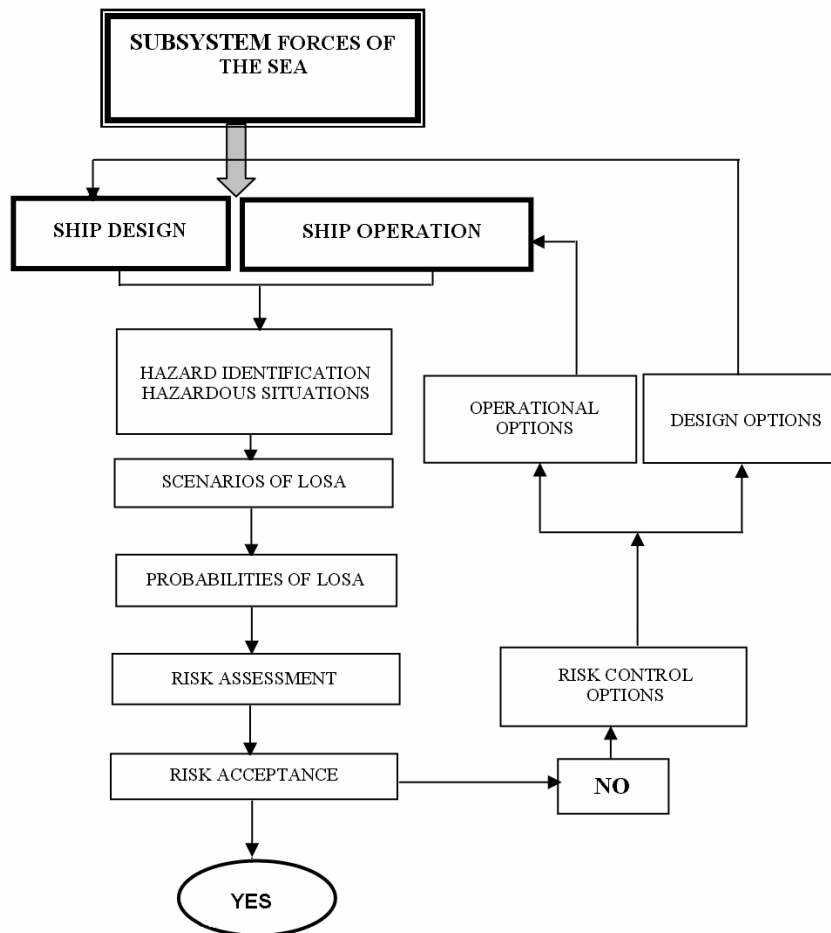 SUBSYSTEM FORCES OF
THE SEA
SHIP DESIGN
SHIP OPERATION
HAZARD IDENTIFICATION
HAZARDOUS SITUATIONS
OPERATIONAL
OPTIONS
DESIGN OPTIONS
SCENARIOS OF LOSA
PROBABILITIES OF LOSA
RISK ASSESSMENT
RISK CONTROL
OPTIONS
RISK ACCEPTANCE
NO
YES